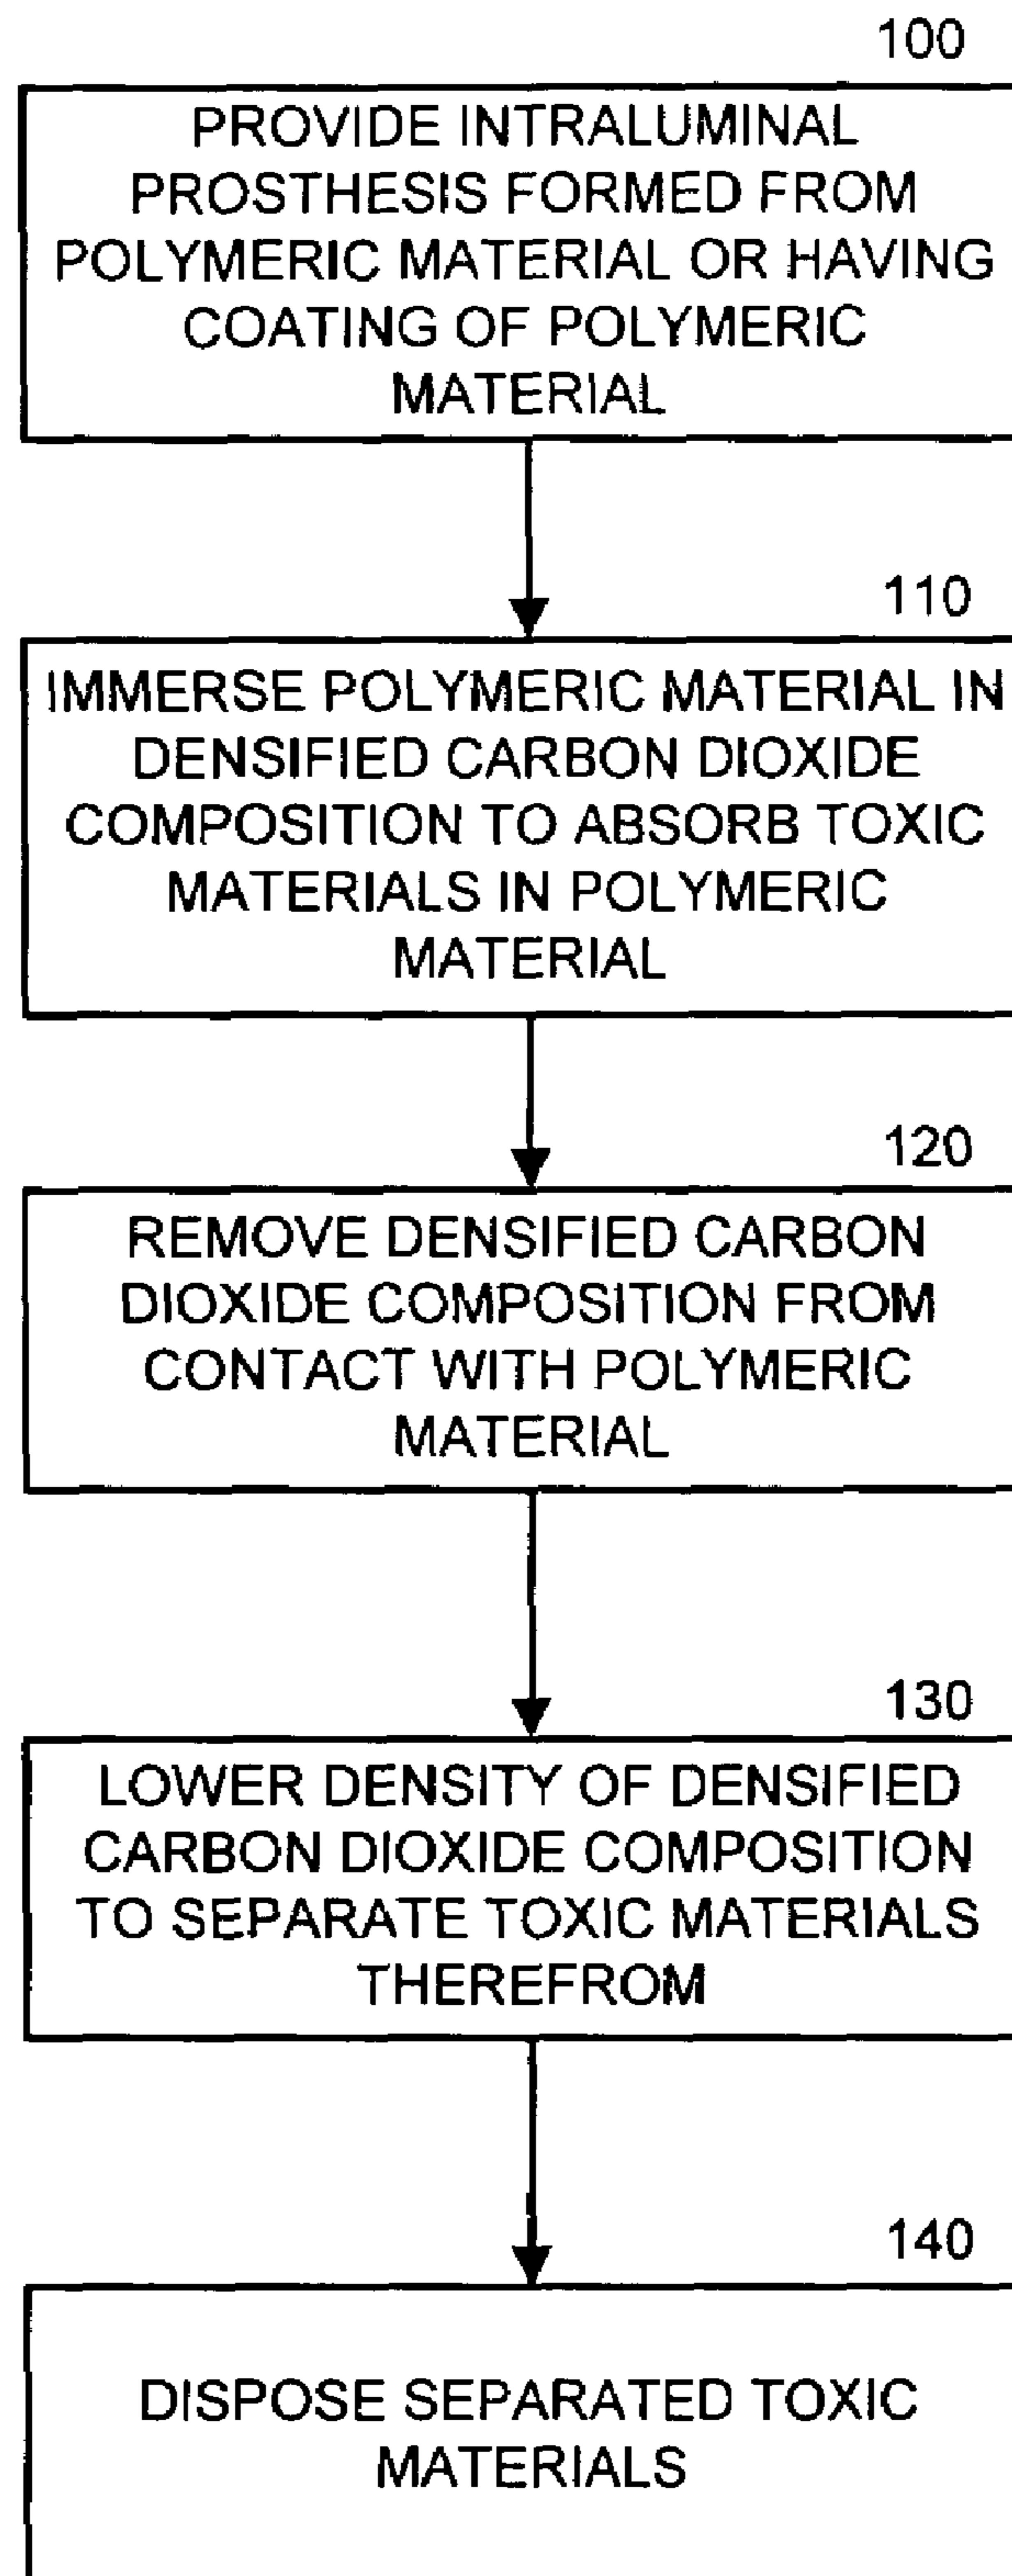 100
PROVIDE INTRALUMINAL
PROSTHESIS FORMED FROM
POLYMERIC MATERIAL OR HAVING
COATING OF POLYMERIC
MATERIAL
110
IMMERSE POLYMERIC MATERIAL IN
DENSIFIED CARBON DIOXIDE
COMPOSITION TO ABSORB TOXIC
MATERIALS IN POLYMERIC
MATERIAL
120
REMOVE DENSIFIED CARBON
DIOXIDE COMPOSITION FROM
CONTACT WITH POLYMERIC
MATERIAL
130
LOWER DENSITY OF DENSIFIED
CARBON DIOXIDE COMPOSITION
TO SEPARATE TOXIC MATERIALS
THEREFROM
140
DISPOSE SEPARATED TOXIC
MATERIALS